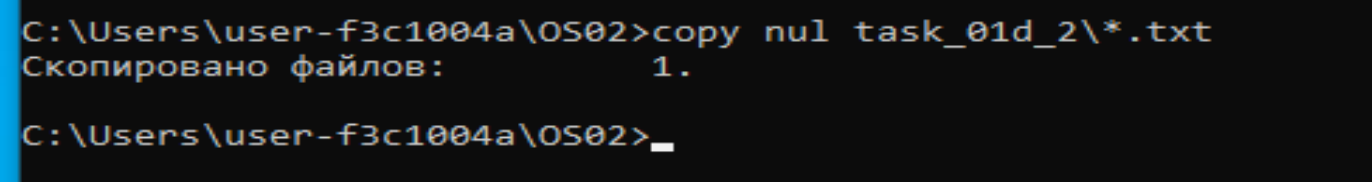 C:\Users\user-f3c1004a\OS02>copy nul task_01d_2\*.txt
Скопировано файлов:         1.
C:\Users\user-f3c1004a\OS02>